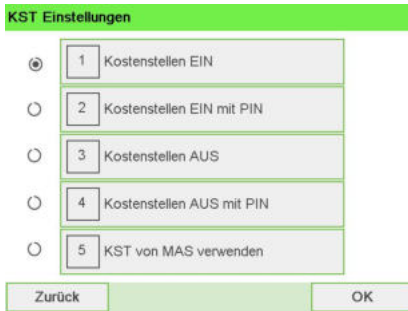 KST Einstellungen
1 Kostenstellen EIN
2 Kostenstellen EIN mit PIN
3 Kostenstellen AUS
4 Kostenstellen AUS mit PIN
5 KST von MAS verwenden
Zurück OK